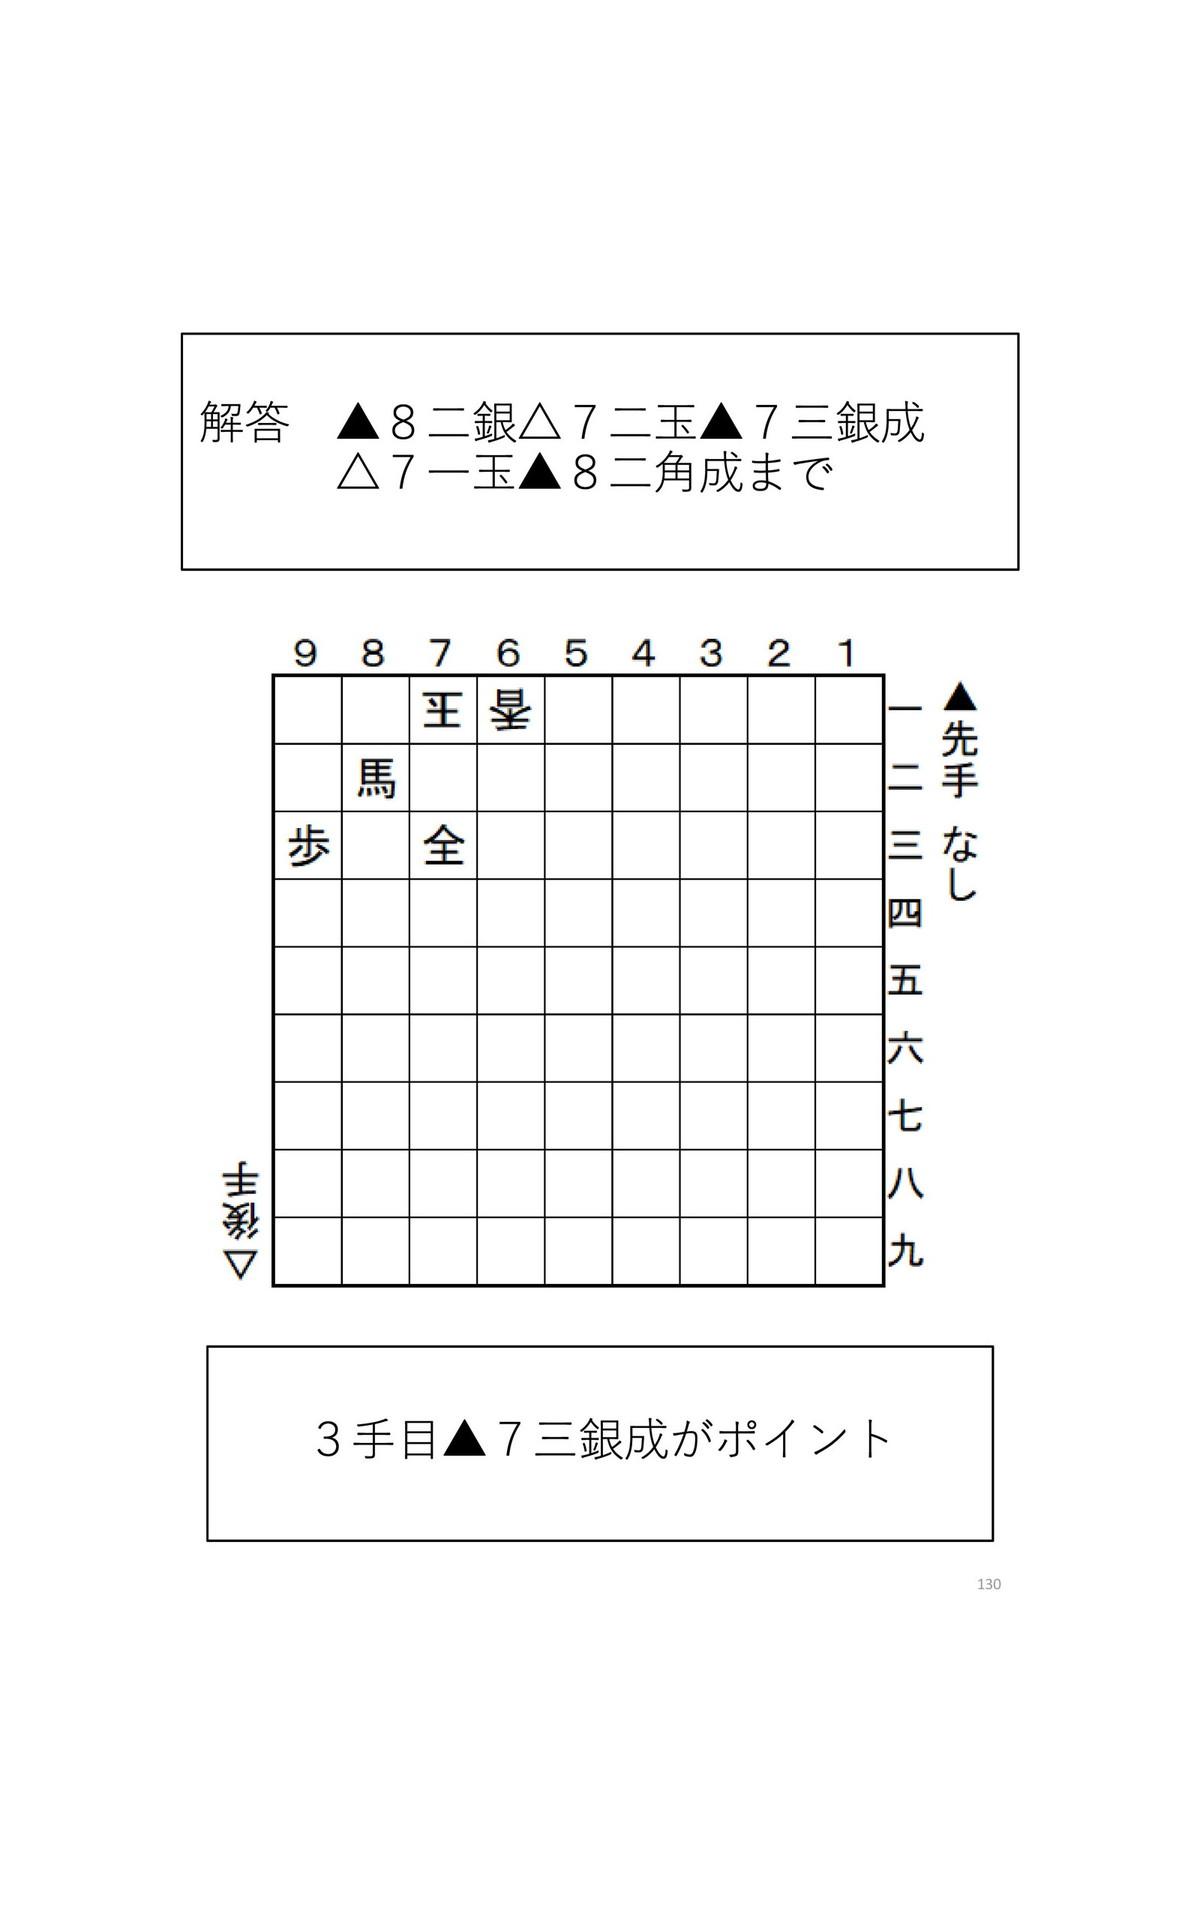 解答　▲８二銀△７二玉▲７三銀成
△７一玉▲８二角成まで
９ ８ ７ ６ ５ ４ ３ ２ １
王 香 一
馬 二
歩 全 三
四
五
六
七
八
九
▲先手 なし
△後手
３手目▲７三銀成がポイント
130